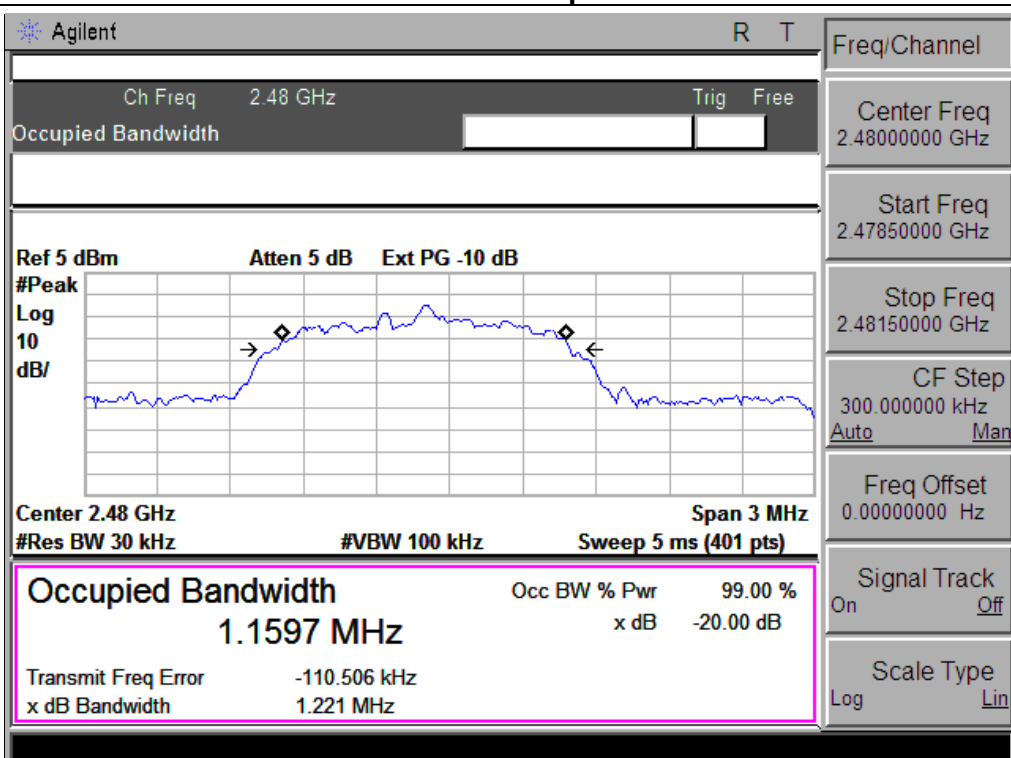 Agilent R T
Freq/Channel
Ch Freq 2.48 GHz Trig Free
Occupied Bandwidth
Center Freq
2.48000000 GHz
Start Freq
2.47850000 GHz
Stop Freq
2.48150000 GHz
CF Step
300.000000 kHz
Auto Man
Freq Offset
0.00000000 Hz
Signal Track
On Off
Scale Type
Log Lin
Ref 5 dBm Atten 5 dB Ext PG -10 dB
#Peak
Log
10
dB/
Center 2.48 GHz Span 3 MHz
#Res BW 30 kHz #VBW 100 kHz Sweep 5 ms (401 pts)
Occupied Bandwidth Occ BW % Pwr 99.00 %
1.1597 MHz x dB -20.00 dB
Transmit Freq Error -110.506 kHz
x dB Bandwidth 1.221 MHz